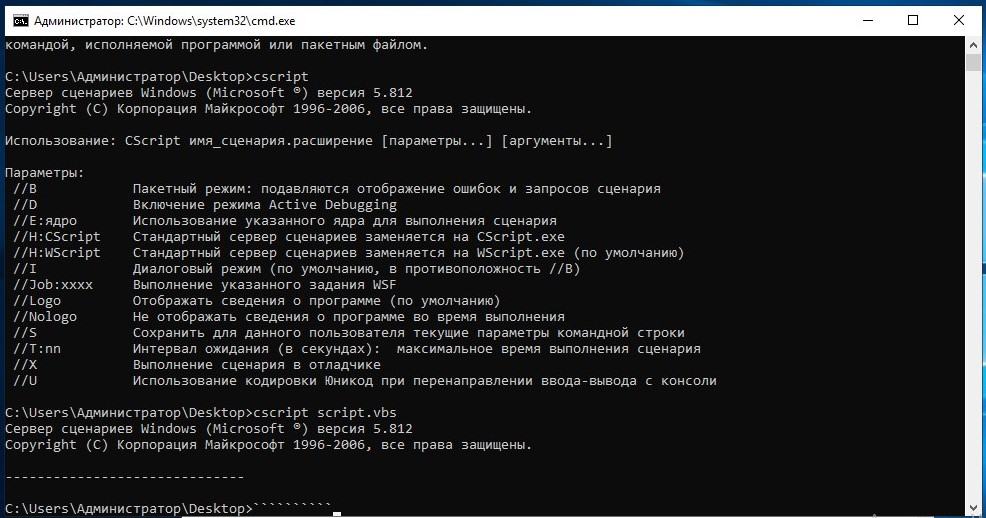 Администратор: C:\Windows\system32\cmd.exe
командой, исполняемой программой или пакетным файлом.
C:\Users\Администратор\Desktop>cscript
Сервер сценариев Windows (Microsoft ®) версия 5.812
Copyright (C) Корпорация Майкрософт 1996-2006, все права защищены.
Использование: CScript имя_сценария.расширение [параметры...] [аргументы...]
Параметры:
//B Пакетный режим: подавляются отображение ошибок и запросов сценария
//D Включение режима Active Debugging
//E:ядро Использование указанного ядра для выполнения сценария
//H:CScript Стандартный сервер сценариев заменяется на CScript.exe
//H:WScript Стандартный сервер сценариев заменяется на WScript.exe (по умолчанию)
//I Диалоговый режим (по умолчанию, в противоположность //B)
//Job:xxxx Выполнение указанного задания WSF
//Logo Отображать сведения о программе (по умолчанию)
//Nologo Не отображать сведения о программе во время выполнения
//S Сохранить для данного пользователя текущие параметры командной строки
//T:nn Интервал ожидания (в секундах):  максимальное время выполнения сценария
//X Выполнение сценария в отладчике
//U Использование кодировки Юникод при перенаправлении ввода-вывода с консоли
C:\Users\Администратор\Desktop>cscript script.vbs
Сервер сценариев Windows (Microsoft ®) версия 5.812
Copyright (C) Корпорация Майкрософт 1996-2006, все права защищены.
------------------------------
C:\Users\Администратор\Desktop>``````````_